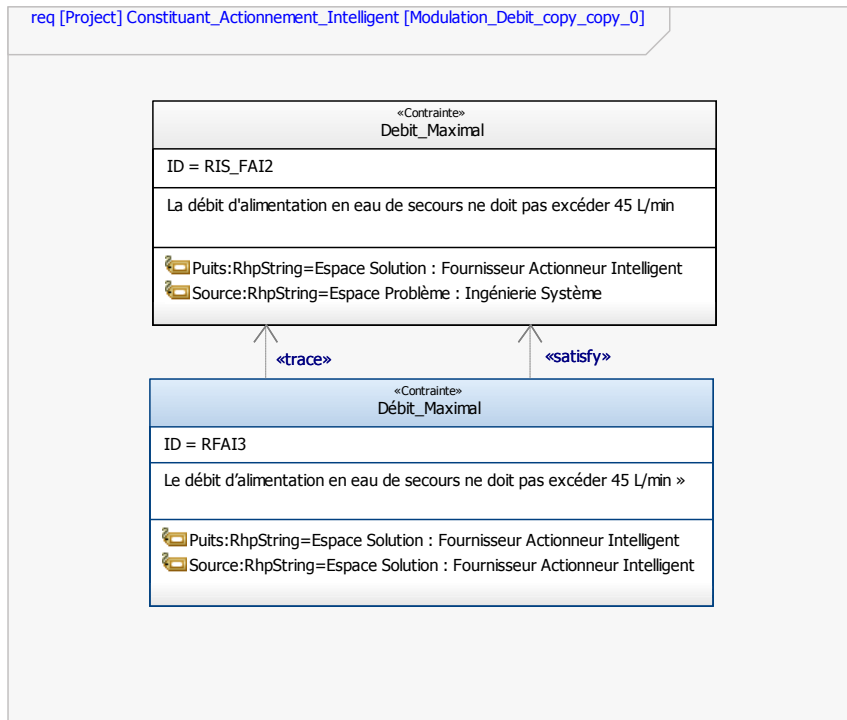 req [Project] Constituant_Actionnement_Intelligent [Modulation_Debit_copy_copy_0]
«Contrainte»
Debit_Maximal
ID = RIS_FAI2
La débit d'alimentation en eau de secours ne doit pas excéder 45 L/min
Puits:RhpString=Espace Solution : Fournisseur Actionneur Intelligent
Source:RhpString=Espace Problème : Ingénierie Système
«trace»
«satisfy»
«Contrainte»
Débit_Maximal
ID = RFAI3
Le débit d’alimentation en eau de secours ne doit pas excéder 45 L/min »
Puits:RhpString=Espace Solution : Fournisseur Actionneur Intelligent
Source:RhpString=Espace Solution : Fournisseur Actionneur Intelligent